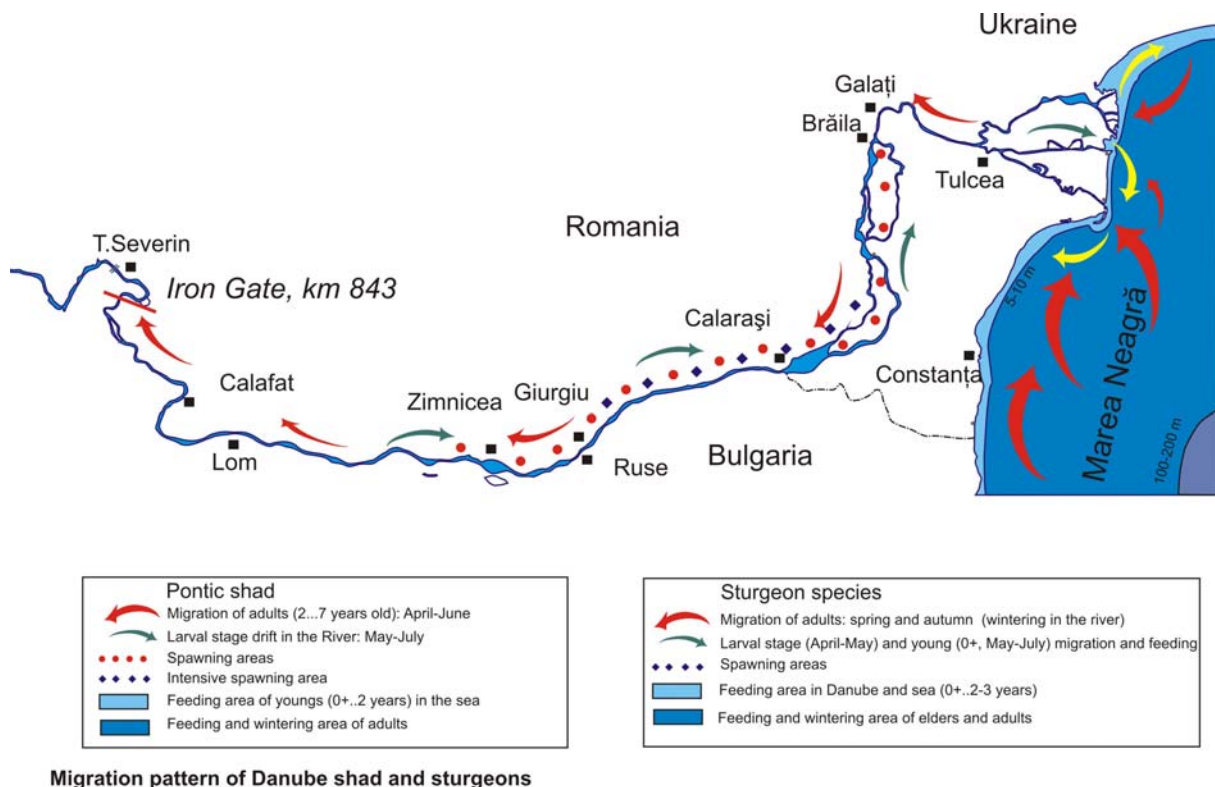 Ukraine
Galați
Brăila
Tulcea
Romania
T.Severin
Iron Gate, km 843
5-10 m
Calarași
Constanța
Marea Neagră
Calafat
Zimnicea
Giurgiu
Lom
Ruse
Bulgaria
100-200 m
Pontic shad
Migration of adults (2...7 years old): April-June
Larval stage drift in the River: May-July
Spawning areas
Intensive spawning area
Feeding area of youngs (0+..2 years) in the sea
Feeding and wintering area of adults
Sturgeon species
Migration of adults: spring and autumn (wintering in the river)
Larval stage (April-May) and young (0+, May-July) migration and feeding
Spawning areas
Feeding area in Danube and sea (0+..2-3 years)
Feeding and wintering area of elders and adults
Migration pattern of Danube shad and sturgeons